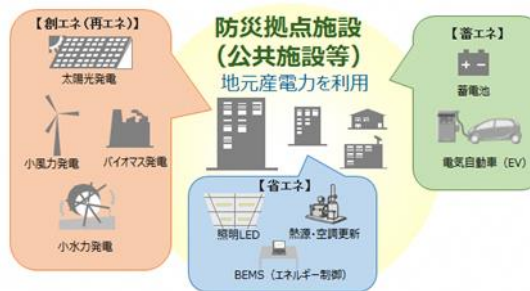 【創エネ(再エネ)】
太陽光発電
小風力発電
バイオマス発電
小水力発電
防災拠点施設
(公共施設等)
地元産電力を利用
【蓄エネ】
蓄電池
電気自動車(EV)
【省エネ】
照明LED
熱源・空調更新
BEMS(エネルギー制御)